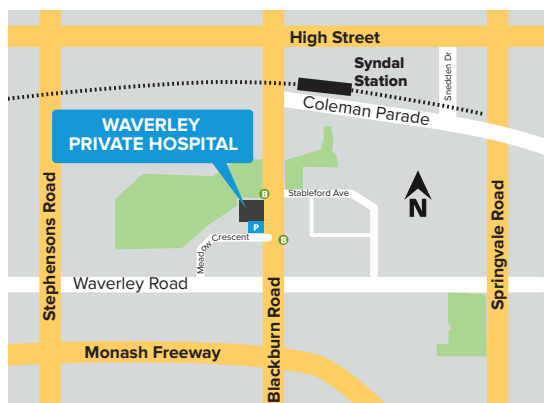 High Street
Syndal
Station
Snedden Dr
Coleman Parade
WAVERLEY
PRIVATE HOSPITAL
B
Stableford Ave
N
P
Meadow Crescent
B
Stephensons Road
Blackburn Road
Springvale Road
Waverley Road
Monash Freeway